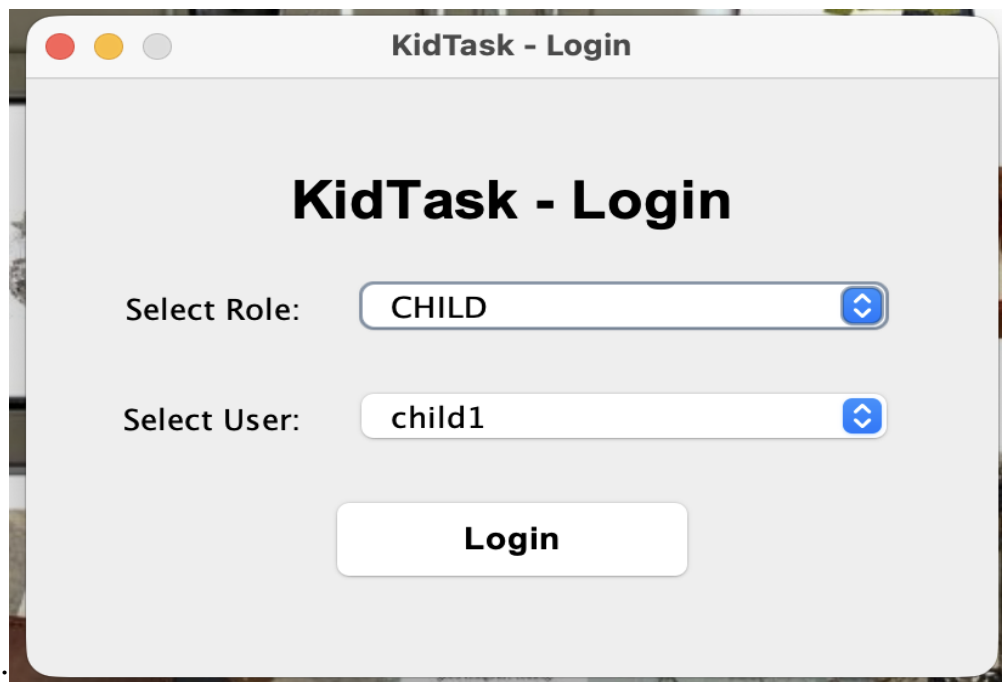 KidTask - Login
KidTask - Login
Select Role: CHILD
Select User: child1
Login